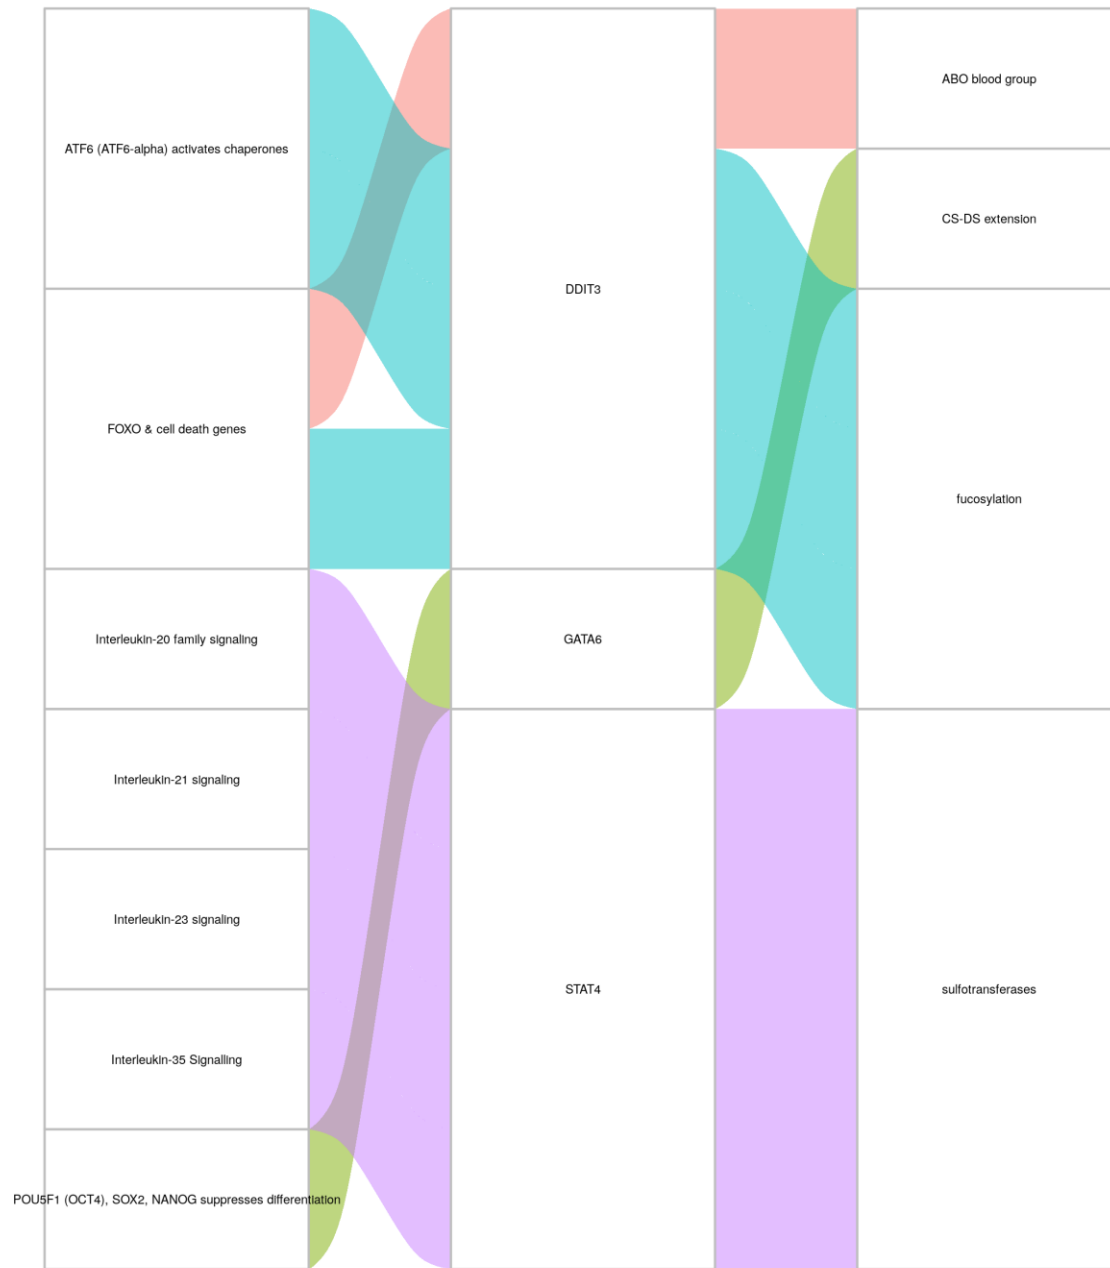 ATF6 (ATF6-alpha) activates chaperones
FOXO & cell death genes
Interleukin-20 family signaling
Interleukin-21 signaling
Interleukin-23 signaling
Interleukin-35 Signalling
POU5F1 (OCT4), SOX2, NANOG suppresses differentiation
DDIT3
GATA6
STAT4
ABO blood group
CS-DS extension
fucosylation
sulfotransferases